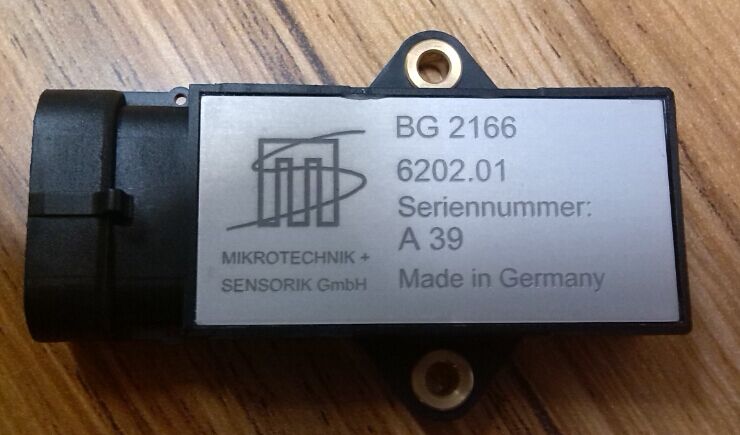 BG 2166
6202.01
Seriennummer:
A 39
Made in Germany
MIKROTECHNIK +
SENSORIK GmbH